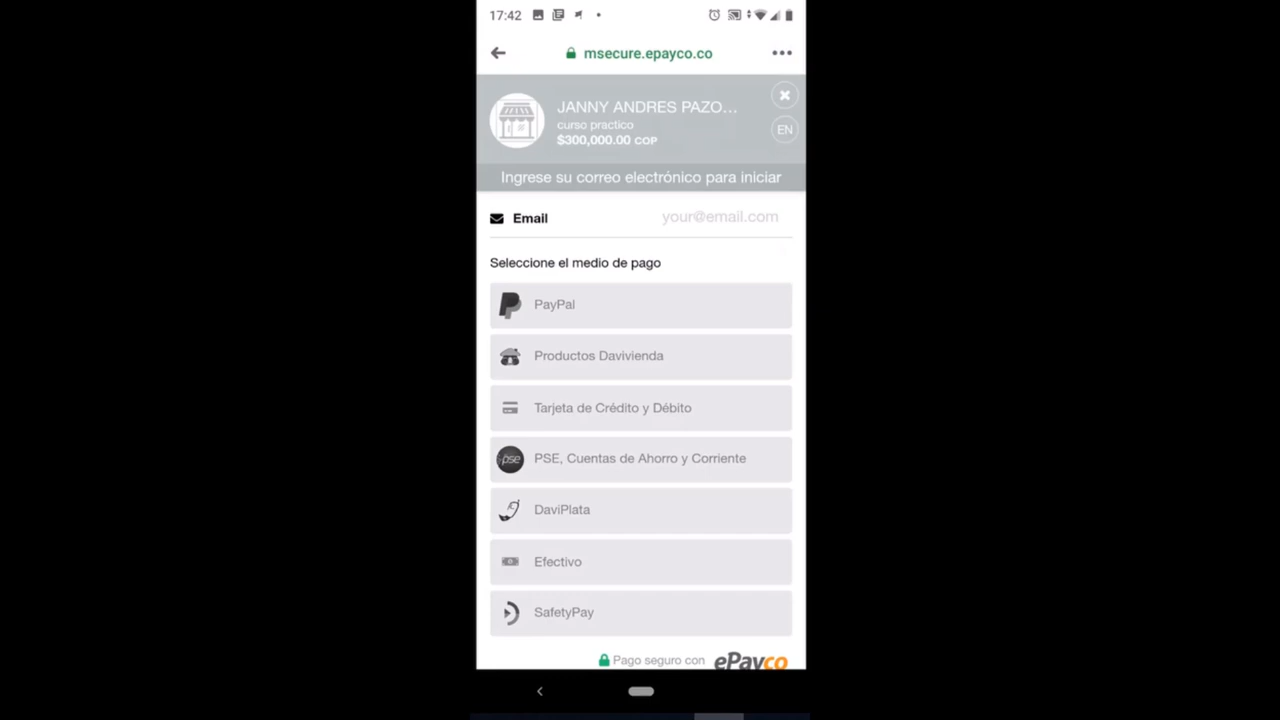 17:42
msecure.epayco.co
JANNY ANDRES PAZO...
curso practico
$300,000.00 COP
EN
Ingrese su correo electrónico para iniciar
Email
your@email.com
Seleccione el medio de pago
PayPal
Productos Davivienda
Tarjeta de Crédito y Débito
pse
PSE, Cuentas de Ahorro y Corriente
DaviPlata
Efectivo
SafetyPay
Pago seguro con ePayco